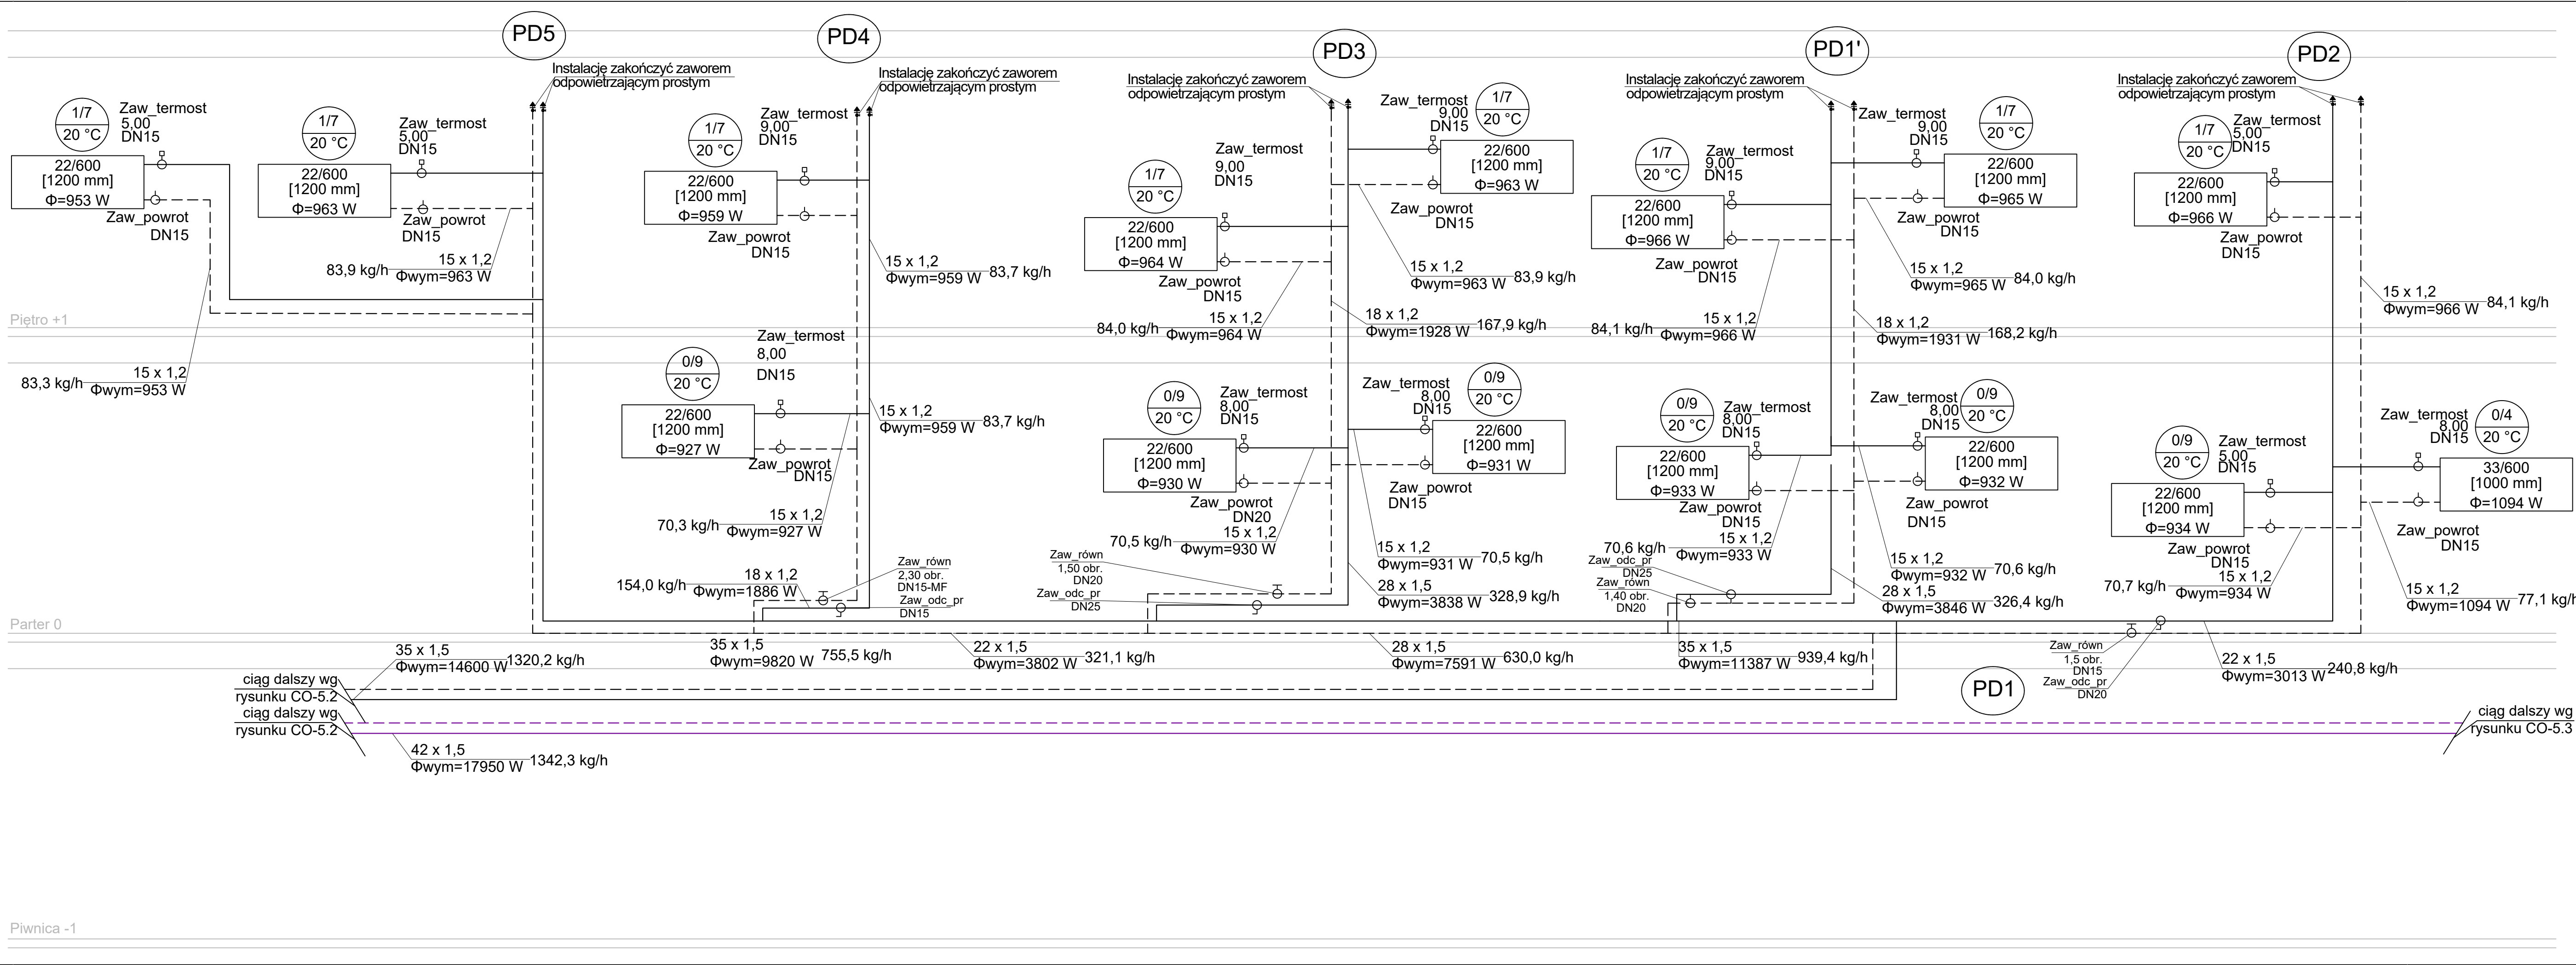 PD5
PD4
PD3
PD1'
PD2
Instalację zakończyć zaworem
odpowietrzającym prostym
Instalację zakończyć zaworem
odpowietrzającym prostym
Instalację zakończyć zaworem
odpowietrzającym prostym
Instalację zakończyć zaworem
odpowietrzającym prostym
Instalację zakończyć zaworem
odpowietrzającym prostym
1/7
20 °C
Zaw_termost
5,00
DN15
22/600
[1200 mm]
Φ=953 W
Zaw_powrot
DN15
1/7
20 °C
Zaw_termost
5,00
DN15
22/600
[1200 mm]
Φ=963 W
Zaw_powrot
DN15
15 x 1,2
83,9 kg/h
Φwym=963 W
1/7
20 °C
Zaw_termost
9,00
DN15
22/600
[1200 mm]
Φ=959 W
Zaw_powrot
DN15
15 x 1,2
Φwym=959 W
83,7 kg/h
1/7
20 °C
Zaw_termost
9,00
DN15
22/600
[1200 mm]
Φ=964 W
Zaw_powrot
DN15
15 x 1,2
84,0 kg/h
Φwym=964 W
Zaw_termost
9,00
DN15
1/7
20 °C
22/600
[1200 mm]
Φ=963 W
Zaw_powrot
DN15
15 x 1,2
Φwym=963 W
83,9 kg/h
18 x 1,2
Φwym=1928 W
167,9 kg/h
1/7
20 °C
Zaw_termost
9,00
DN15
22/600
[1200 mm]
Φ=966 W
Zaw_powrot
DN15
15 x 1,2
84,1 kg/h
Φwym=966 W
Zaw_termost
9,00
DN15
1/7
20 °C
22/600
[1200 mm]
Φ=965 W
Zaw_powrot
DN15
15 x 1,2
Φwym=965 W
84,0 kg/h
18 x 1,2
Φwym=1931 W
168,2 kg/h
1/7
20 °C
Zaw_termost
5,00
DN15
22/600
[1200 mm]
Φ=966 W
Zaw_powrot
DN15
15 x 1,2
Φwym=966 W
84,1 kg/h
Piętro +1
15 x 1,2
83,3 kg/h
Φwym=953 W
0/9
20 °C
Zaw_termost
8,00
DN15
22/600
[1200 mm]
Φ=927 W
Zaw_powrot
DN15
15 x 1,2
Φwym=959 W
83,7 kg/h
15 x 1,2
70,3 kg/h
Φwym=927 W
18 x 1,2
154,0 kg/h
Φwym=1886 W
Zaw_równ
2,30 obr.
DN15-MF
Zaw_odc_pr
DN15
0/9
20 °C
Zaw_termost
8,00
DN15
22/600
[1200 mm]
Φ=930 W
Zaw_powrot
DN20
15 x 1,2
70,5 kg/h
Φwym=930 W
Zaw_równ
1,50 obr.
DN20
Zaw_odc_pr
DN25
Zaw_termost
8,00
DN15
0/9
20 °C
22/600
[1200 mm]
Φ=931 W
Zaw_powrot
DN15
15 x 1,2
Φwym=931 W
70,5 kg/h
28 x 1,5
Φwym=3838 W
328,9 kg/h
0/9
20 °C
Zaw_termost
8,00
DN15
22/600
[1200 mm]
Φ=933 W
Zaw_powrot
DN15
15 x 1,2
70,6 kg/h
Φwym=933 W
Zaw_odc_pr
DN25
Zaw_równ
1,40 obr.
DN20
Zaw_termost
8,00
DN15
0/9
20 °C
22/600
[1200 mm]
Φ=932 W
Zaw_powrot
DN15
15 x 1,2
Φwym=932 W
70,6 kg/h
28 x 1,5
Φwym=3846 W
326,4 kg/h
0/9
20 °C
Zaw_termost
5,00
DN15
22/600
[1200 mm]
Φ=934 W
Zaw_powrot
DN15
15 x 1,2
70,7 kg/h
Φwym=934 W
Zaw_termost
8,00
DN15
0/4
20 °C
33/600
[1000 mm]
Φ=1094 W
Zaw_powrot
DN15
15 x 1,2
Φwym=1094 W
77,1 kg/h
Parter 0
35 x 1,5
Φwym=14600 W
1320,2 kg/h
35 x 1,5
Φwym=9820 W
755,5 kg/h
22 x 1,5
Φwym=3802 W
321,1 kg/h
28 x 1,5
Φwym=7591 W
630,0 kg/h
35 x 1,5
Φwym=11387 W
939,4 kg/h
PD1
Zaw_równ
1,5 obr.
DN15
Zaw_odc_pr
DN20
22 x 1,5
Φwym=3013 W
240,8 kg/h
ciąg dalszy wg
rysunku CO-5.2
ciąg dalszy wg
rysunku CO-5.2
ciąg dalszy wg
rysunku CO-5.3
42 x 1,5
Φwym=17950 W
1342,3 kg/h
Piwnica -1